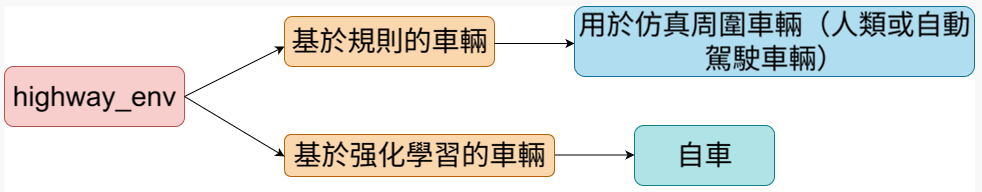 highway_env
基於規則的車輛
用於仿真周圍車輛（人類或自動
駕駛車輛）
基於强化學習的車輛
自車